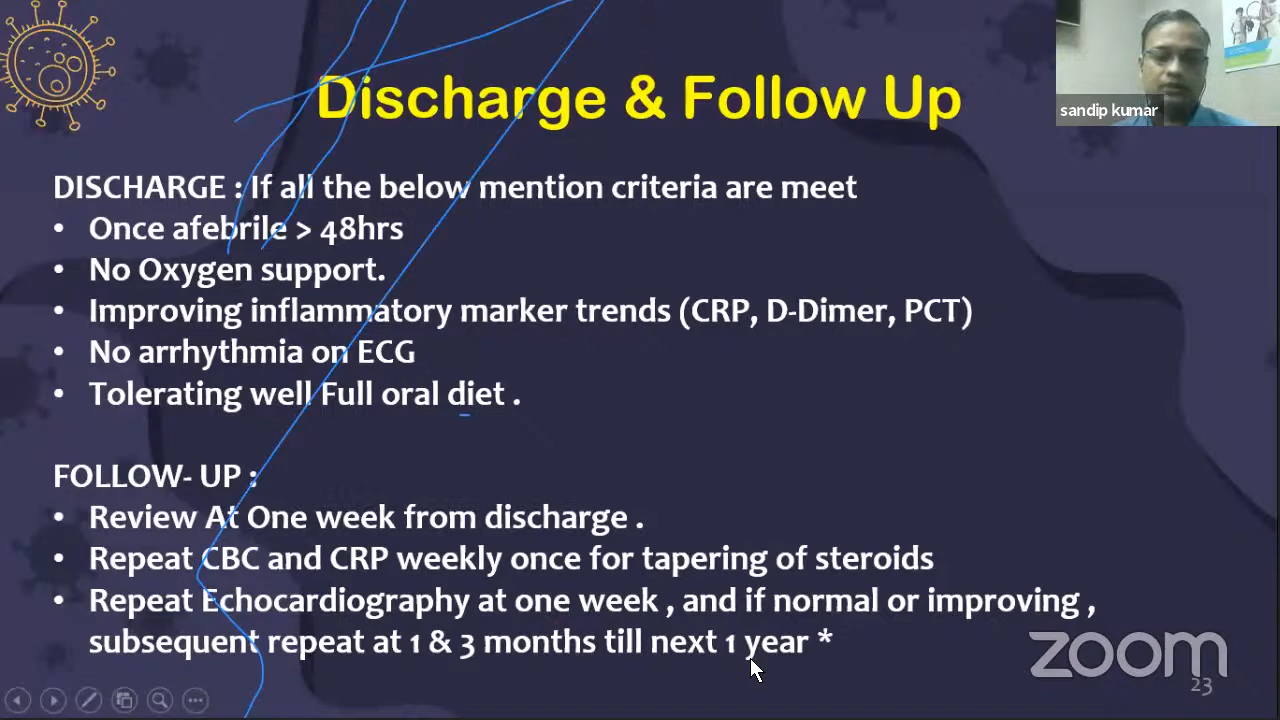 Discharge & Follow Up
sandip kumar
DISCHARGE : If all the below mention criteria are meet
• Once afebrile > 48hrs
• No Oxygen support.
• Improving inflammatory marker trends (CRP, D-Dimer, PCT)
• No arrhythmia on ECG
• Tolerating well Full oral diet .
FOLLOW- UP :
• Review At One week from discharge .
• Repeat CBC and CRP weekly once for tapering of steroids
• Repeat Echocardiography at one week , and if normal or improving ,
subsequent repeat at 1 & 3 months till next 1 year *
zoom
23